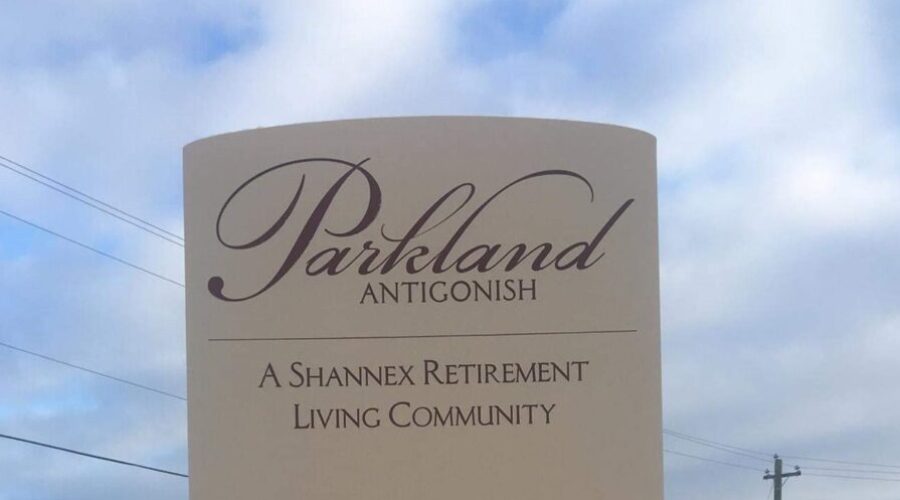 Parkland
ANTIGONISH
A SHANNEX RETIREMENT
LIVING COMMUNITY